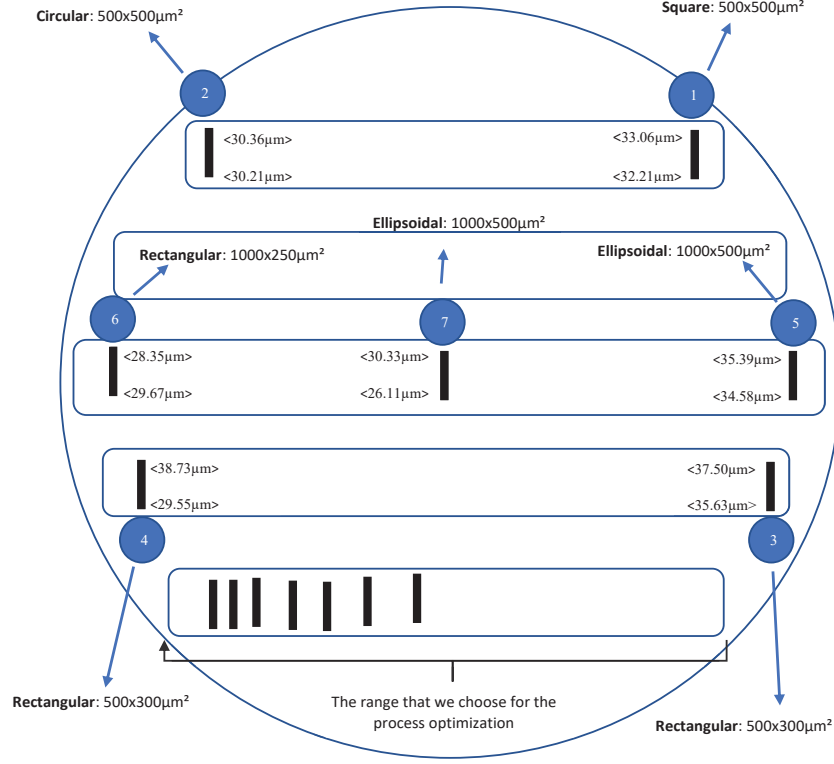 Circular: 500x500µm²
Square: 500x500µm²
2
1
<30.36µm>
<33.06µm>
<30.21µm>
<32.21µm>
Ellipsoidal: 1000x500µm²
Rectangular: 1000x250µm²
Ellipsoidal: 1000x500µm²
6
7
5
<28.35µm>
<30.33µm>
<35.39µm>
<29.67µm>
<26.11µm>
<34.58µm>
<38.73µm>
<37.50µm>
<29.55µm>
<35.63µm>
4
3
Rectangular: 500x300µm²
The range that we choose for the
process optimization
Rectangular: 500x300µm²